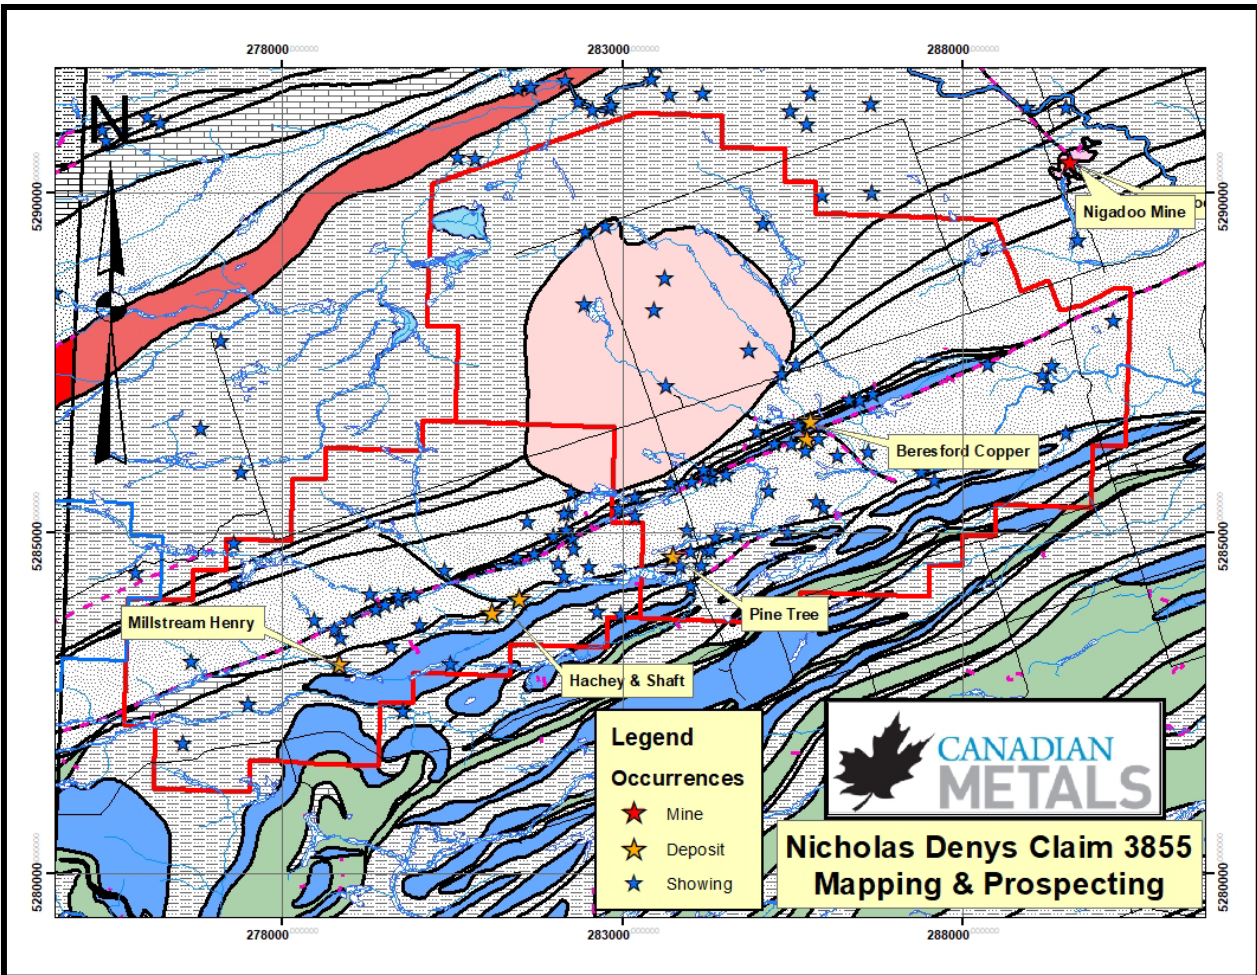 278000
283000
288000
N
5290000
5290000
Nigadoo Mine
Beresford Copper
5285000
5285000
Millstream Henry
Pine Tree
Hachey & Shaft
Legend
Occurrences
Mine
Deposit
Showing
CANADIAN
METALS
Nicholas Denys Claim 3855
Mapping & Prospecting
5280000
5280000
278000
283000
288000